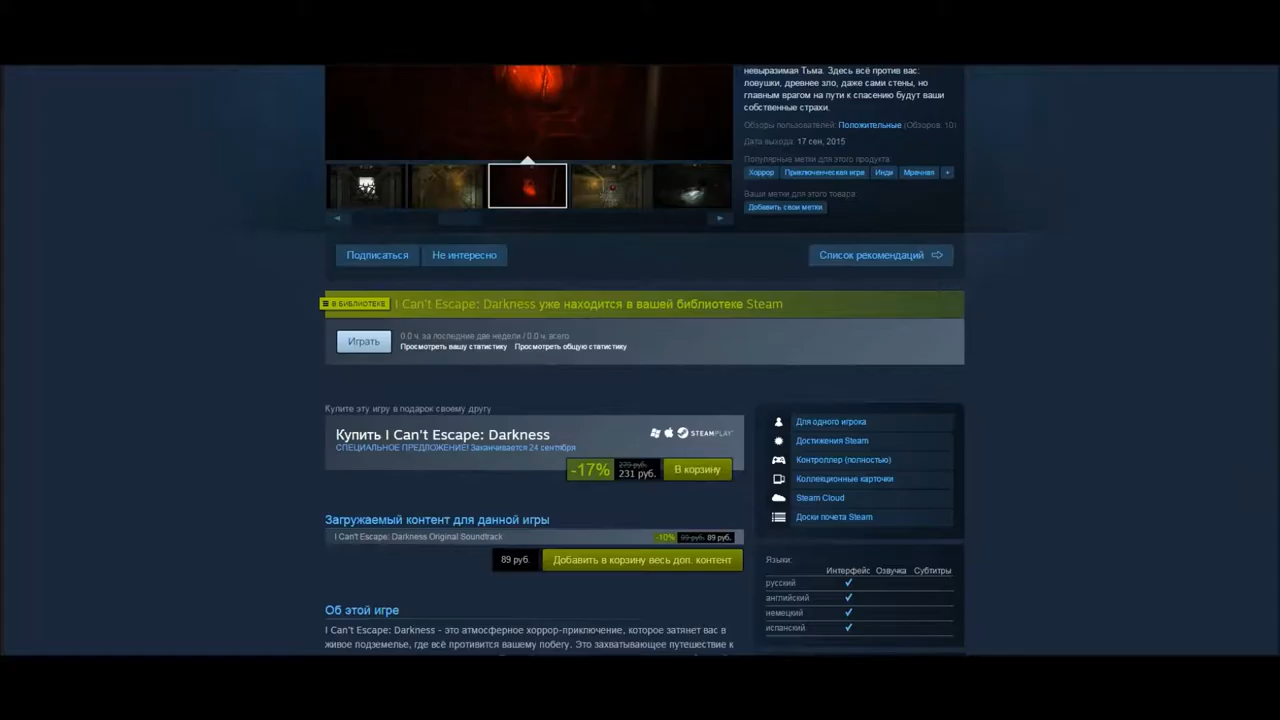 невыразимая Тьма. Здесь всё против вас:
ловушки, древнее зло, даже сами стены, но
главным врагом на пути к спасению будут ваши
собственные страхи.
Обзоры пользователей: Положительные (Обзоров: 10)
Дата выхода: 17 сен, 2015
Популярные метки для этого продукта:
Хоррор Приключенческая игра Инди Мрачная +
Ваши метки для этого товара:
Добавить свои метки
Подписаться Не интересно Список рекомендаций
В БИБЛИОТЕКЕ I Can't Escape: Darkness уже находится в вашей библиотеке Steam
Играть
0.0 ч. за последние две недели / 0.0 ч. всего
Просмотреть вашу статистику Просмотреть общую статистику
Купите эту игру в подарок своему другу
Купить I Can't Escape: Darkness STEAMPLAY
СПЕЦИАЛЬНОЕ ПРЕДЛОЖЕНИЕ! Заканчивается 24 сентября
-17% 279 руб. 231 руб. В корзину
Загружаемый контент для данной игры
I Can't Escape: Darkness Original Soundtrack -10% 99 руб. 89 руб.
89 руб. Добавить в корзину весь доп. контент
Об этой игре
I Can't Escape: Darkness - это атмосферное хоррор-приключение, которое затянет вас в
живое подземелье, где всё противится вашему побегу. Это захватывающее путешествие к
Для одного игрока
Достижения Steam
Контроллер (полностью)
Коллекционные карточки
Steam Cloud
Доски почета Steam
Языки:
Интерфейс Озвучка Субтитры
русский ✔
английский ✔
немецкий ✔
испанский ✔